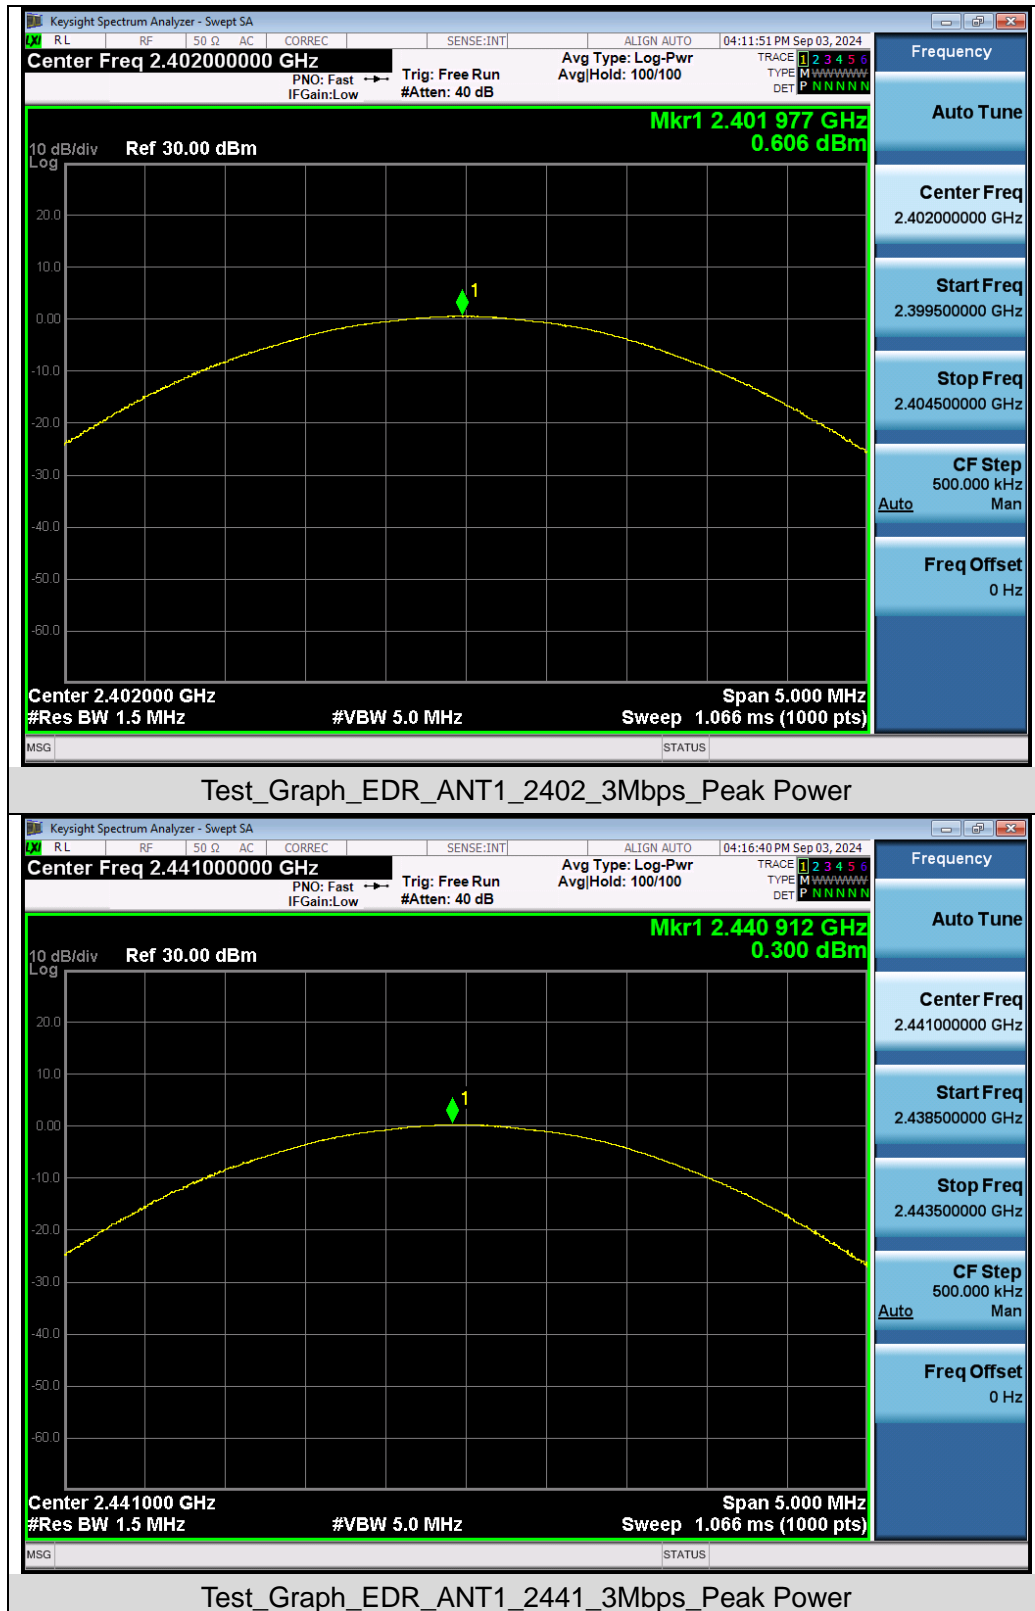 Keysight Spectrum Analyzer - Swept SA
LXI RL RF 50 Ω AC CORREC SENSE:INT ALIGN AUTO 04:11:51 PM Sep 03, 2024
Center Freq 2.402000000 GHz
PNO: Fast
IFGain:Low
Trig: Free Run
#Atten: 40 dB
Avg Type: Log-Pwr
Avg|Hold: 100/100
TRACE 1 2 3 4 5 6
TYPE M WWWWW
DET P N N N N N
Mkr1 2.401 977 GHz
0.606 dBm
10 dB/div Ref 30.00 dBm
Log
20.0
10.0
0.00
-10.0
-20.0
-30.0
-40.0
-50.0
-60.0
1
Center 2.402000 GHz Span 5.000 MHz
#Res BW 1.5 MHz #VBW 5.0 MHz Sweep 1.066 ms (1000 pts)
MSG STATUS
Frequency
Auto Tune
Center Freq
2.402000000 GHz
Start Freq
2.399500000 GHz
Stop Freq
2.404500000 GHz
CF Step
500.000 kHz
Auto Man
Freq Offset
0 Hz
Test_Graph_EDR_ANT1_2402_3Mbps_Peak Power
Keysight Spectrum Analyzer - Swept SA
LXI RL RF 50 Ω AC CORREC SENSE:INT ALIGN AUTO 04:16:40 PM Sep 03, 2024
Center Freq 2.441000000 GHz
PNO: Fast
IFGain:Low
Trig: Free Run
#Atten: 40 dB
Avg Type: Log-Pwr
Avg|Hold: 100/100
TRACE 1 2 3 4 5 6
TYPE M WWWWW
DET P N N N N N
Mkr1 2.440 912 GHz
0.300 dBm
10 dB/div Ref 30.00 dBm
Log
20.0
10.0
0.00
-10.0
-20.0
-30.0
-40.0
-50.0
-60.0
1
Center 2.441000 GHz Span 5.000 MHz
#Res BW 1.5 MHz #VBW 5.0 MHz Sweep 1.066 ms (1000 pts)
MSG STATUS
Frequency
Auto Tune
Center Freq
2.441000000 GHz
Start Freq
2.438500000 GHz
Stop Freq
2.443500000 GHz
CF Step
500.000 kHz
Auto Man
Freq Offset
0 Hz
Test_Graph_EDR_ANT1_2441_3Mbps_Peak Power